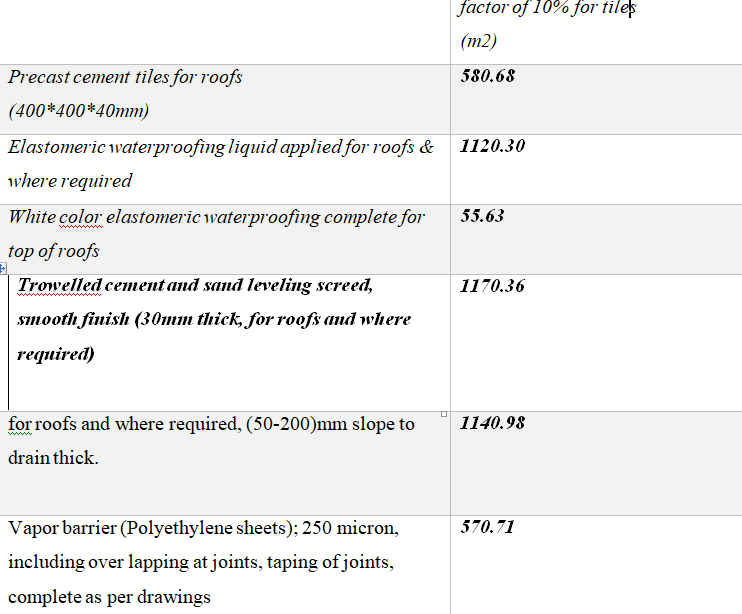 factor of 10% for tiles
(m2)
Precast cement tiles for roofs
580.68
(400*400*40mm)
Elastomeric waterproofing liquid applied for roofs &
1120.30
where required
White color elastomeric waterproofing complete for
55.63
top of roofs
Trowelled cement and sand leveling screed,
1170.36
smooth finish (30mm thick, for roofs and where
required)
for roofs and where required, (50-200)mm slope to
1140.98
drain thick.
Vapor barrier (Polyethylene sheets); 250 micron,
570.71
including over lapping at joints, taping of joints,
complete as per drawings